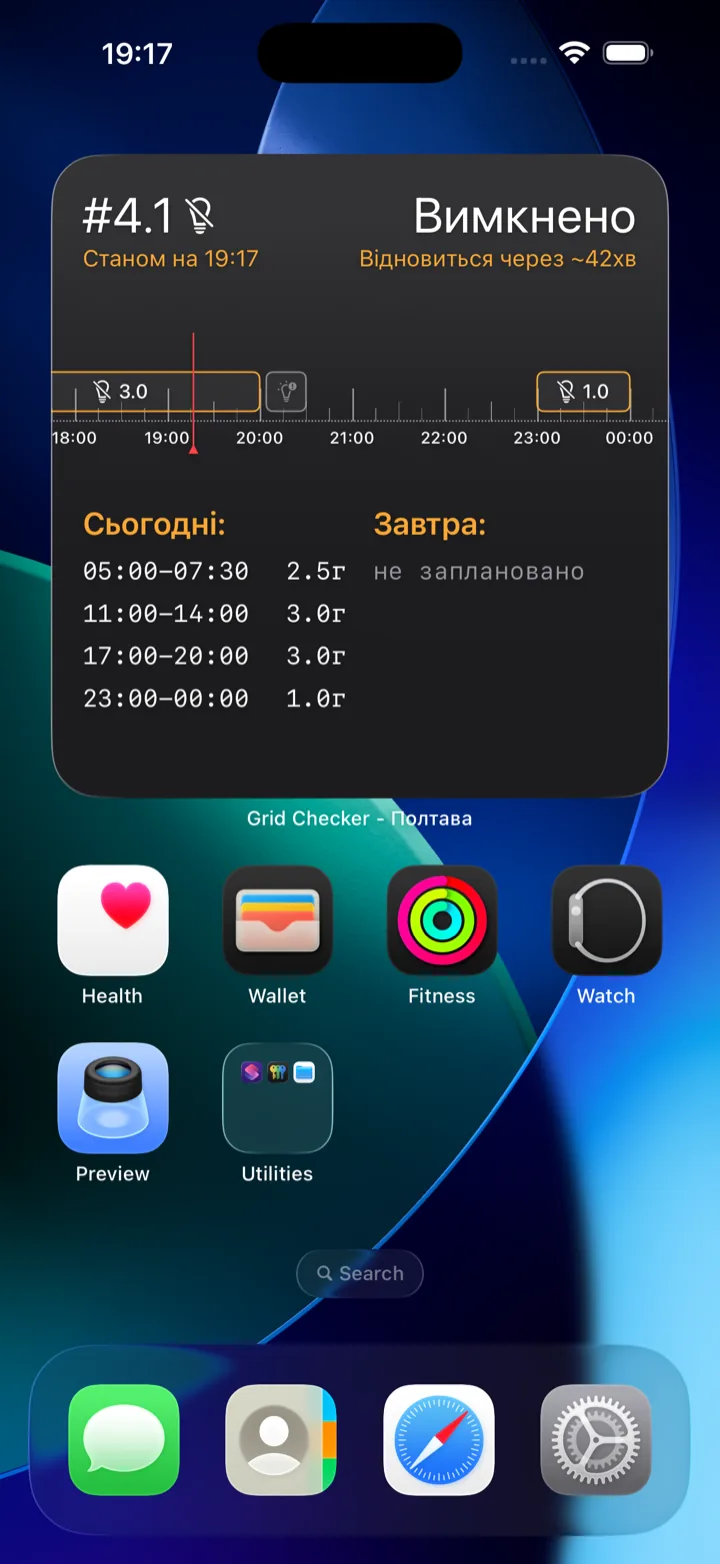 19:17
#4.1 Вимкнено
Станом на 19:17 Відновиться через ~42хв
3.0 1.0
18:00 19:00 20:00 21:00 22:00 23:00 00:00
Сьогодні: Завтра:
05:00–07:30 2.5г не заплановано
11:00–14:00 3.0г
17:00–20:00 3.0г
23:00–00:00 1.0г
Grid Checker - Полтава
Health Wallet Fitness Watch
Preview Utilities
Search